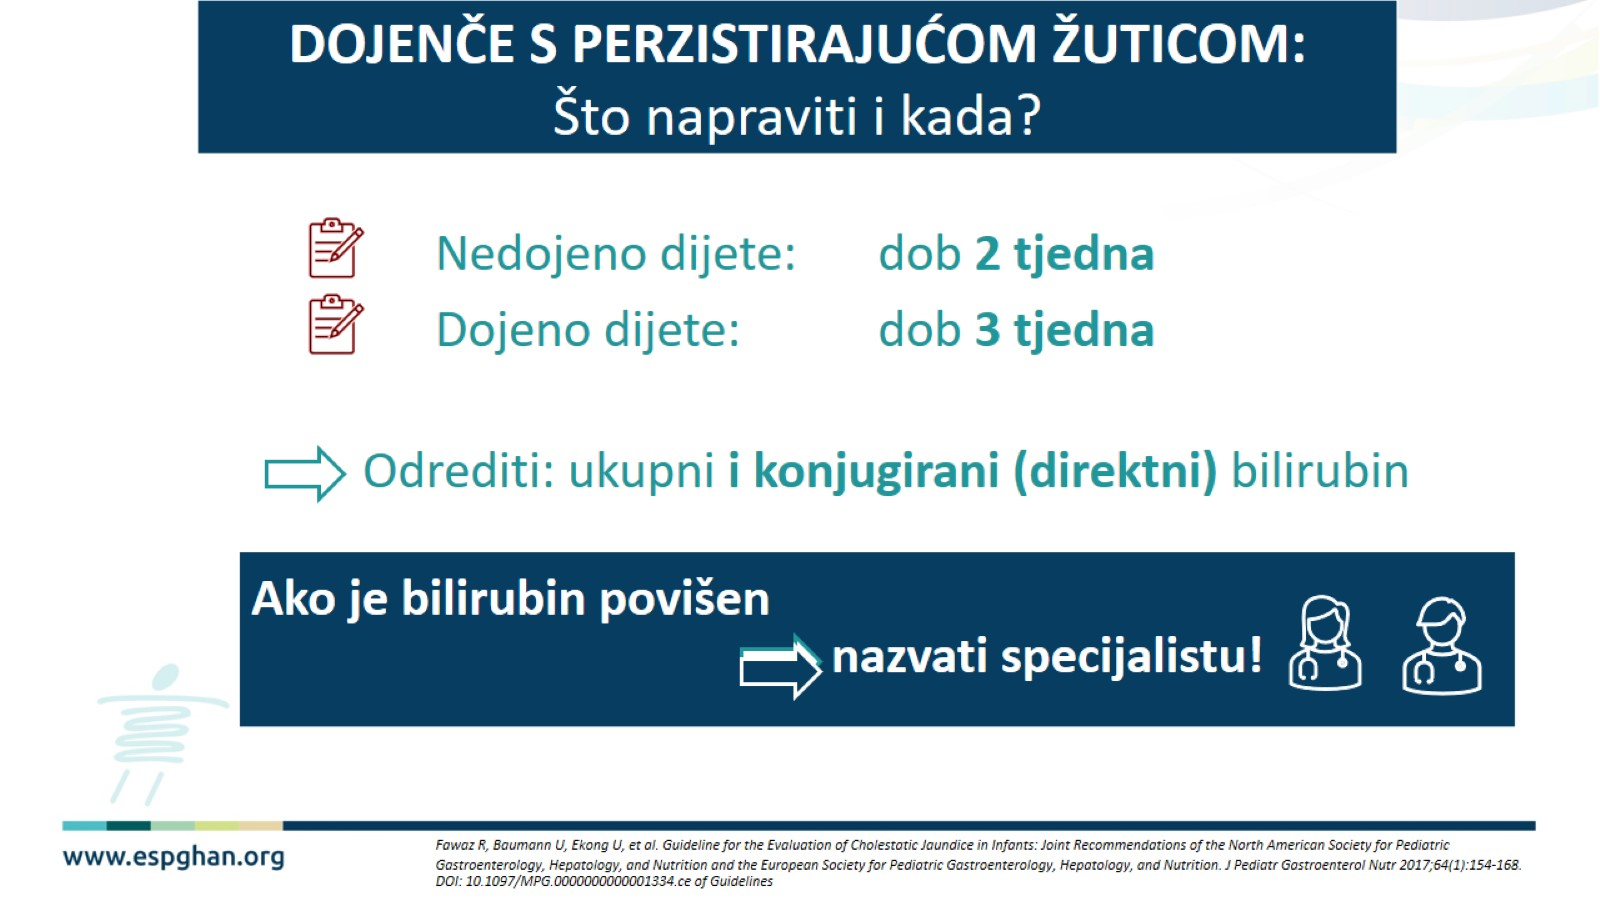 DOJENČE S PERZISTIRAJUĆOM ŽUTICOM:
Što napraviti i kada?
Nedojeno dijete: dob 2 tjedna
Dojeno dijete: dob 3 tjedna
Odrediti: ukupni i konjugirani (direktni) bilirubin
Ako je bilirubin povišen
nazvati specijalistu!
www.espghan.org
Fawaz R, Baumann U, Ekong U, et al. Guideline for the Evaluation of Cholestatic Jaundice in Infants: Joint Recommendations of the North American Society for Pediatric
Gastroenterology, Hepatology, and Nutrition and the European Society for Pediatric Gastroenterology, Hepatology, and Nutrition. J Pediatr Gastroenterol Nutr 2017;64(1):154-168.
DOI: 10.1097/MPG.0000000000001334.ce of Guidelines